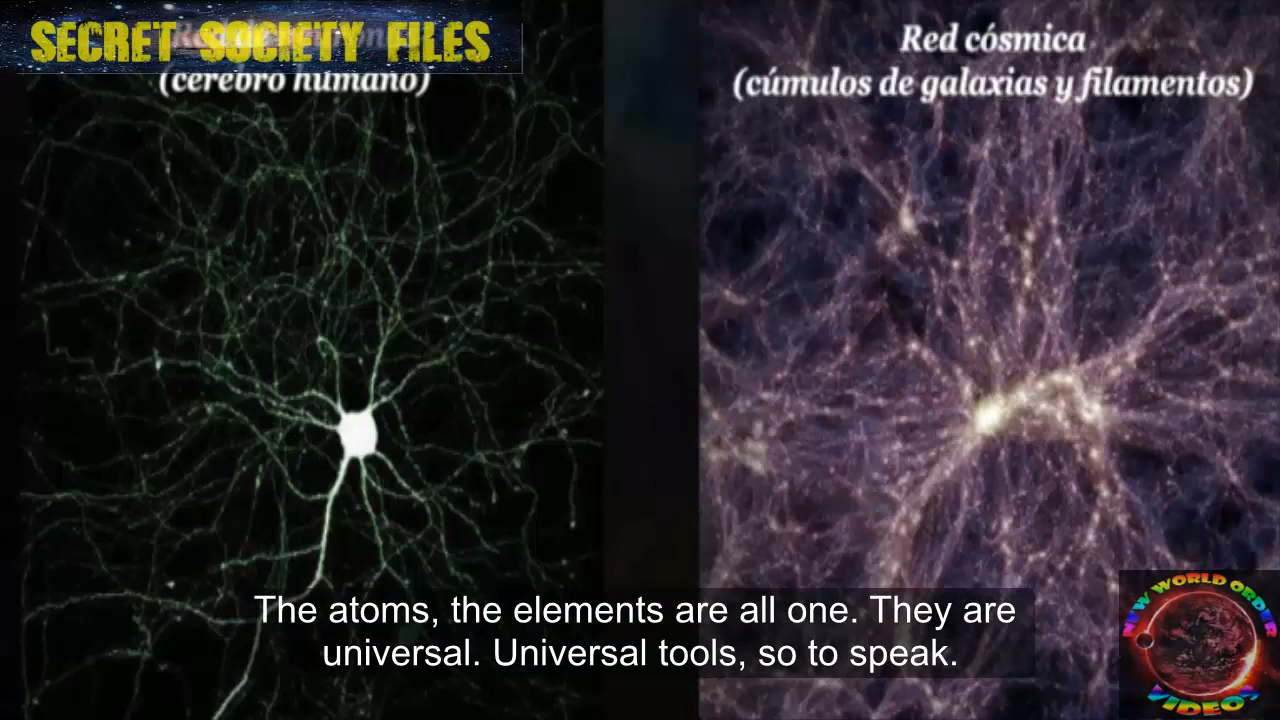 SECRET SOCIETY FILES
(cerebro humano)
Red cósmica
(cúmulos de galaxias y filamentos)
The atoms, the elements are all one. They are
universal. Universal tools, so to speak.
NEW WORLD ORDER
VIDEOS